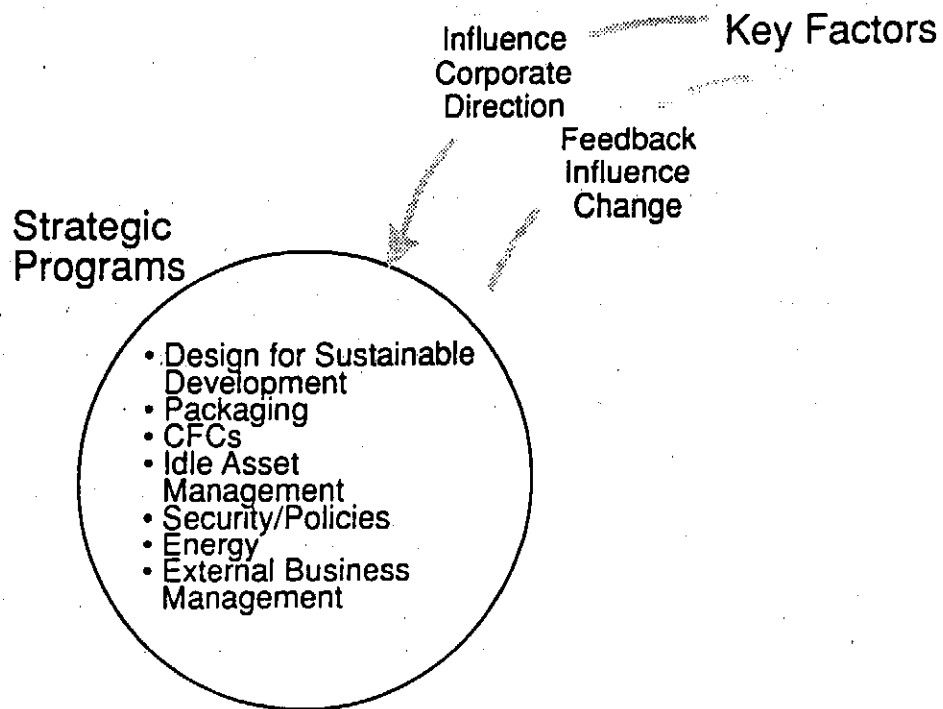 Key Factors
Influence
Corporate
Direction
Feedback
Influence
Change
Strategic
Programs
• Design for Sustainable
Development
• Packaging
• CFCs
• Idle Asset
Management
• Security/Policies
• Energy
• External Business
Management